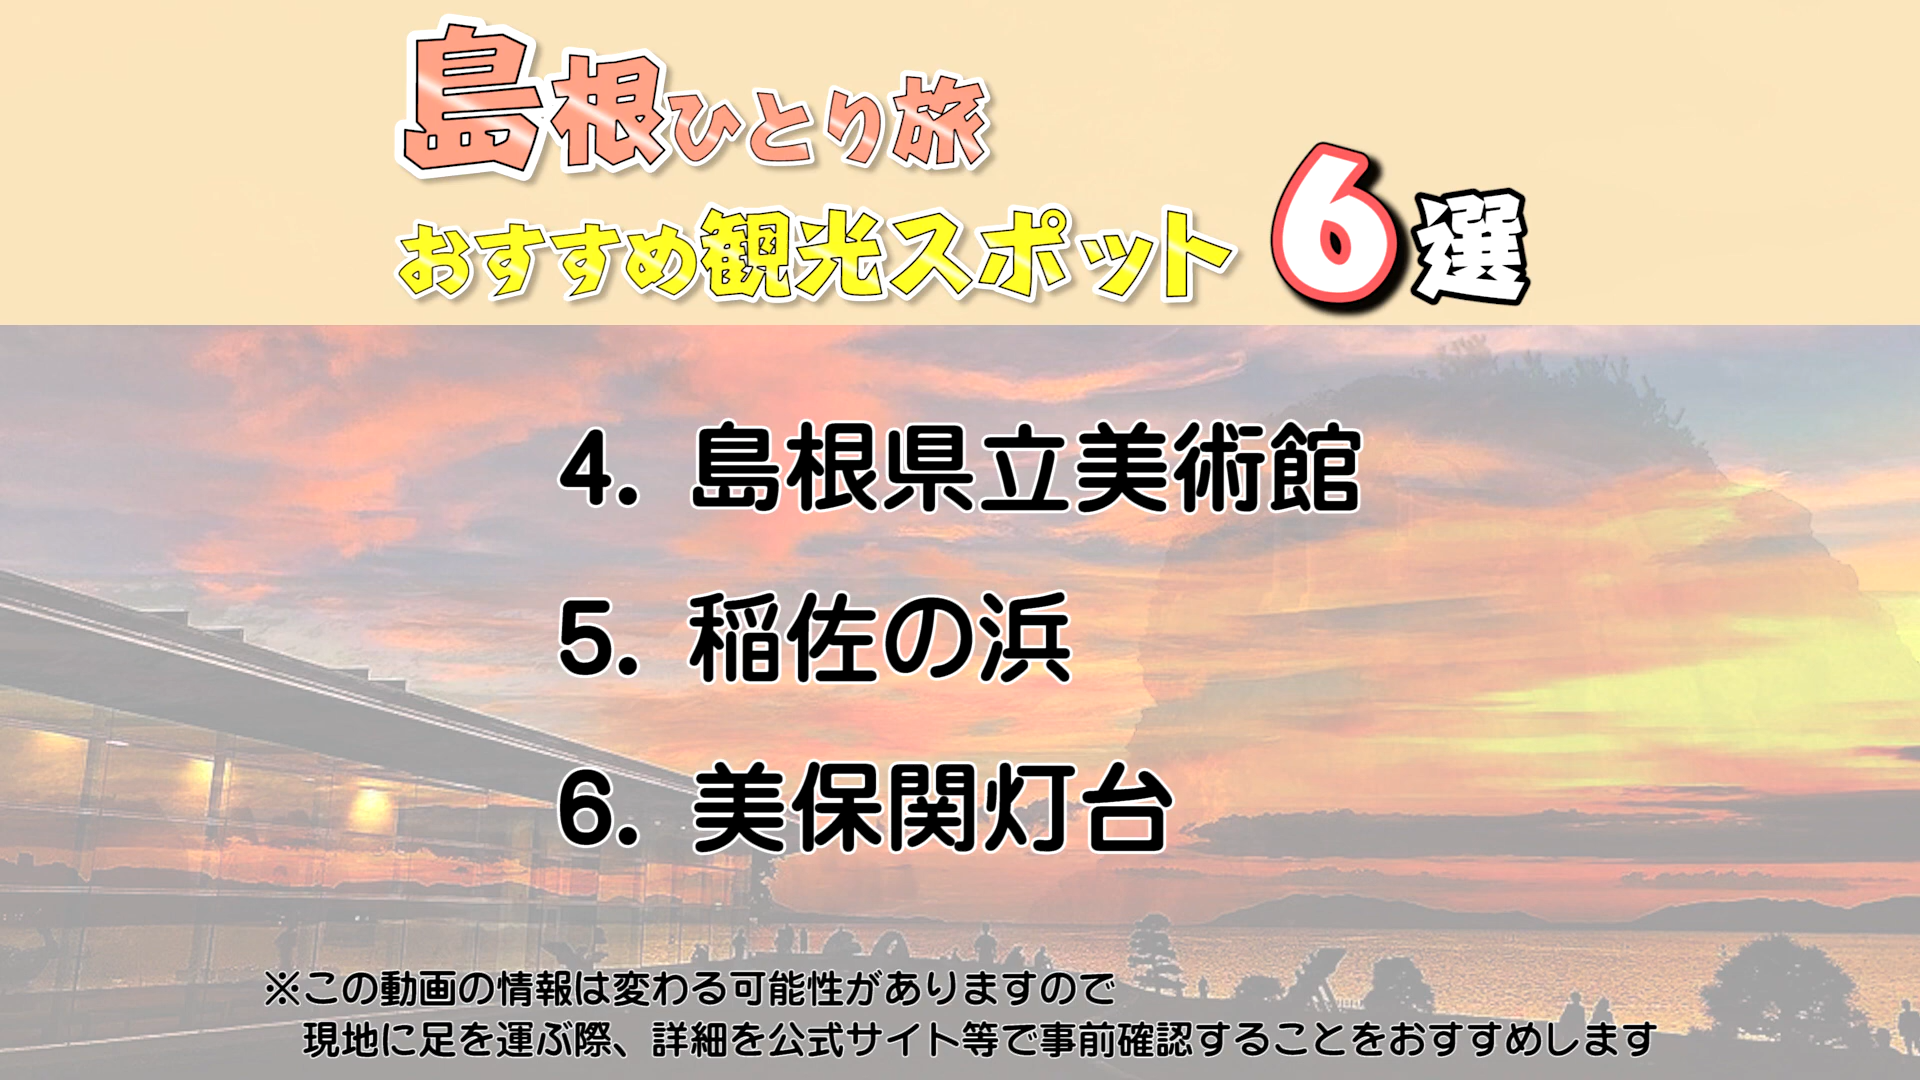 島根ひとり旅
おすすめ観光スポット 6選
4. 島根県立美術館
5. 稲佐の浜
6. 美保関灯台
※この動画の情報は変わる可能性がありますので
現地に足を運ぶ際、詳細を公式サイト等で事前確認することをおすすめします